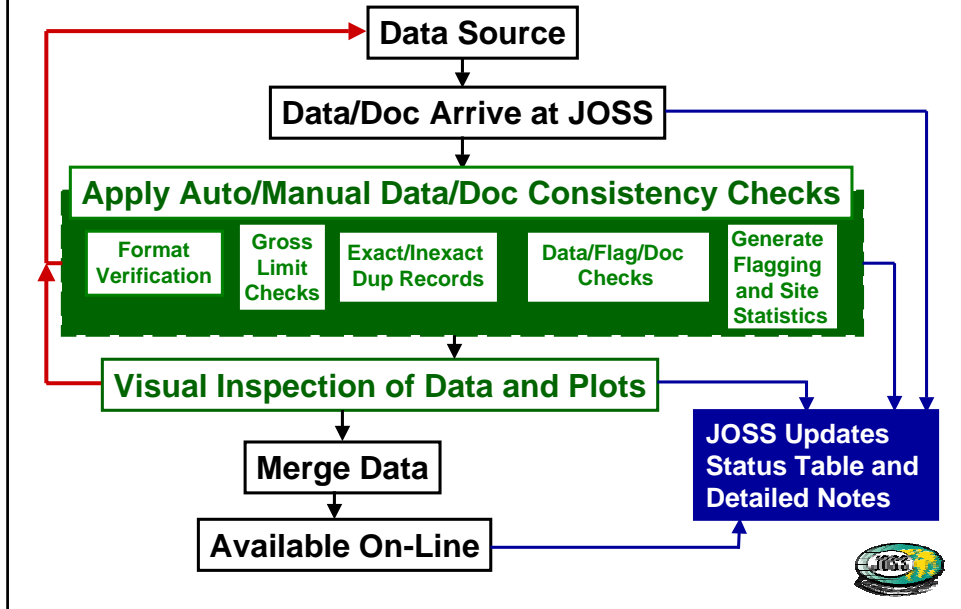 Data Source
Data/Doc Arrive at JOSS
Apply Auto/Manual Data/Doc Consistency Checks
Format
Verification
Gross
Limit
Checks
Exact/Inexact
Dup Records
Data/Flag/Doc
Checks
Generate
Flagging
and Site
Statistics
Visual Inspection of Data and Plots
JOSS Updates
Status Table and
Detailed Notes
Merge Data
Available On-Line
JOSS